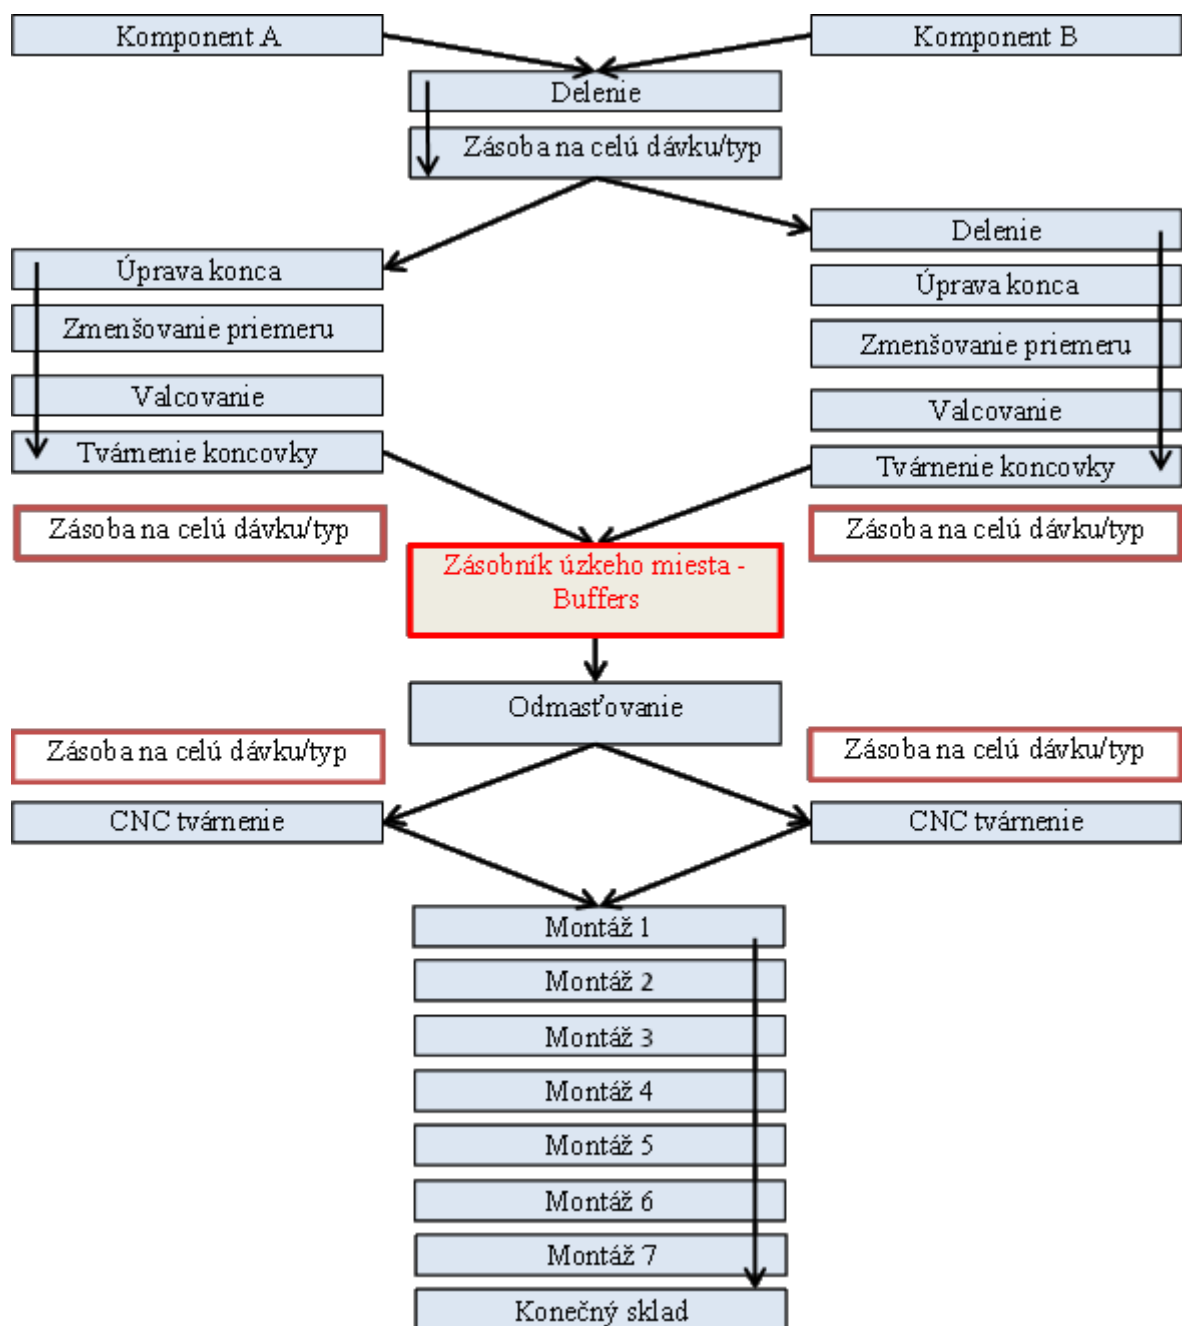 Komponent A
Komponent B
Delenie
Zásoba na celú dávku/typ
Delenie
Úprava konca
Úprava konca
Zmenšovanie priemeru
Zmenšovanie priemeru
Valcovanie
Valcovanie
Tvárnenie koncovky
Tvárnenie koncovky
Zásoba na celú dávku/typ
Zásoba na celú dávku/typ
Zásobník úzkeho miesta -
Buffers
Odmasťovanie
Zásoba na celú dávku/typ
Zásoba na celú dávku/typ
CNC tvárnenie
CNC tvárnenie
Montáž 1
Montáž 2
Montáž 3
Montáž 4
Montáž 5
Montáž 6
Montáž 7
Konečný sklad